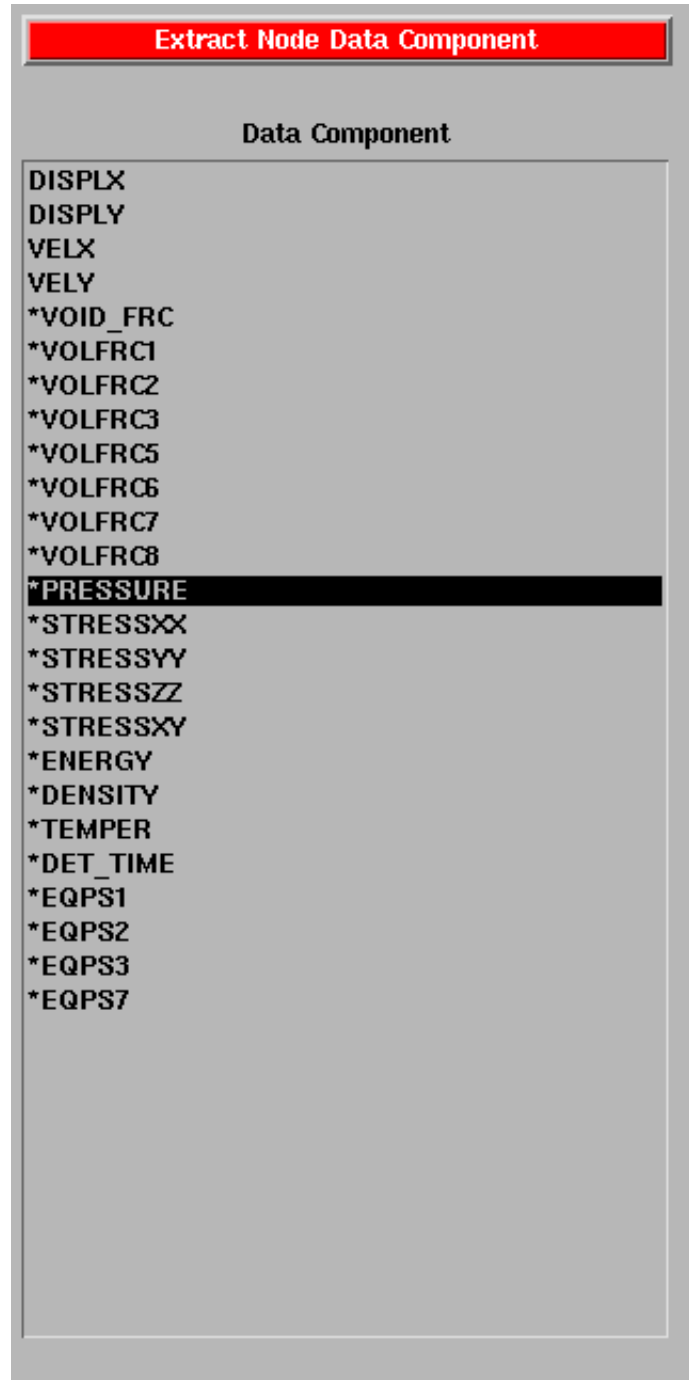 Extract Node Data Component
Data Component
DISPLX
DISPLY
VELX
VELY
*VOID_FRC
*VOLFRC1
*VOLFRC2
*VOLFRC3
*VOLFRC5
*VOLFRC6
*VOLFRC7
*VOLFRC8
*PRESSURE
*STRESSXX
*STRESSYY
*STRESSZZ
*STRESSXY
*ENERGY
*DENSITY
*TEMPER
*DET_TIME
*EQPS1
*EQPS2
*EQPS3
*EQPS7